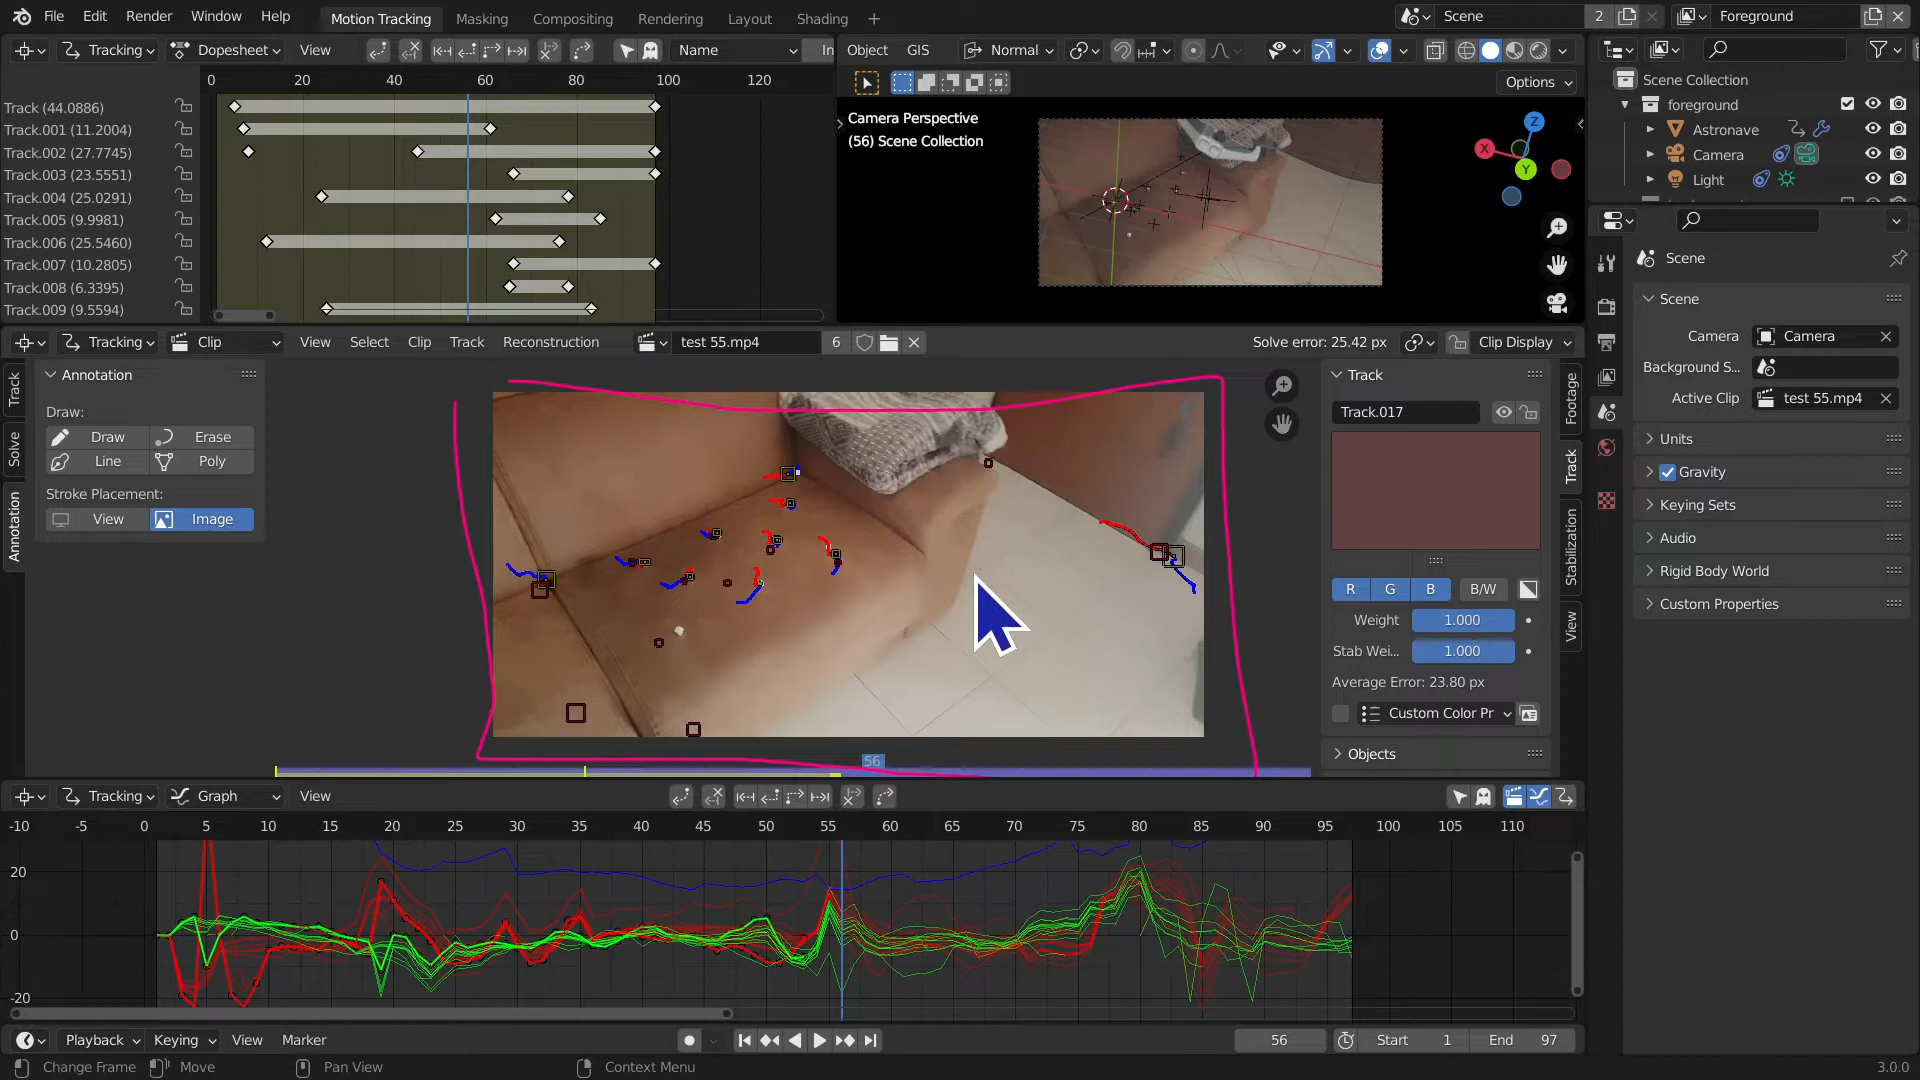 File Edit Render Window Help Motion Tracking Masking Compositing Rendering Layout Shading + Scene 2 Foreground
Tracking Dopesheet View Name In
0 20 40 60 80 100 120
Track (44.0886)
Track.001 (11.2004)
Track.002 (27.7745)
Track.003 (23.5551)
Track.004 (25.0291)
Track.005 (9.9981)
Track.006 (25.5460)
Track.007 (10.2805)
Track.008 (6.3395)
Track.009 (9.5594)
Object GIS Normal
Options
Camera Perspective
(56) Scene Collection
X Y Z
Scene Collection
foreground
Astronave
Camera
Light
Scene
Scene
Camera Camera
Background S...
Active Clip test 55.mp4
Units
Gravity
Keying Sets
Audio
Rigid Body World
Custom Properties
Tracking Clip View Select Clip Track Reconstruction test 55.mp4 6 Solve error: 25.42 px Clip Display
Track
Solve
Annotation
Annotation
Draw:
Draw Erase
Line Poly
Stroke Placement:
View Image
56
Track
Track.017
R G B B/W
Weight 1.000
Stab Wei... 1.000
Average Error: 23.80 px
Custom Color Pr
Objects
Footage
Track
Stabilization
View
Tracking Graph View
-10 -5 0 5 10 15 20 25 30 35 40 45 50 55 60 65 70 75 80 85 90 95 100 105 110
20
0
-20
Playback Keying View Marker 56 Start 1 End 97
Change Frame Move Pan View Context Menu 3.0.0